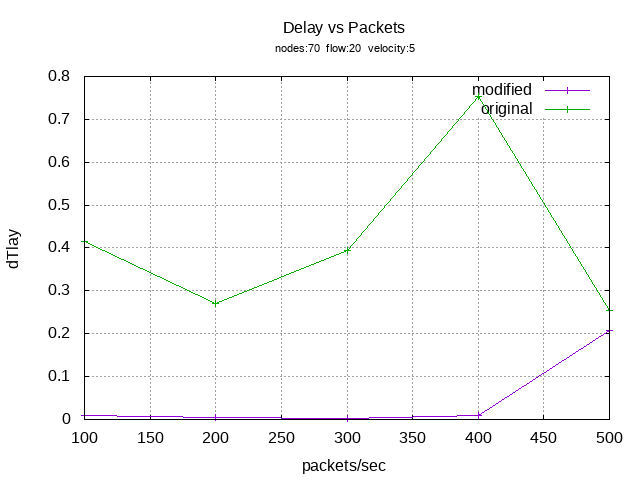 Delay vs Packets
nodes:70 flow:20 velocity:5
modified
original
0.8
0.7
0.6
0.5
0.4
0.3
0.2
0.1
0
dTlay
100 150 200 250 300 350 400 450 500
packets/sec